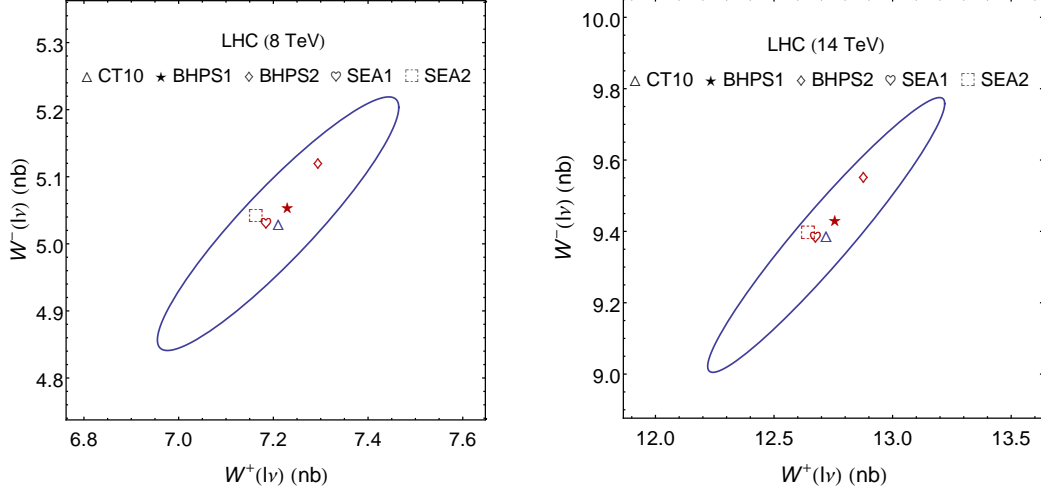 LHC (8 TeV)
△ CT10 ★ BHPS1 ◇ BHPS2 ♡ SEA1 □ SEA2
5.3
5.2
5.1
5.0
4.9
4.8
W⁻(lν) (nb)
6.8 7.0 7.2 7.4 7.6
W⁺(lν) (nb)
LHC (14 TeV)
△ CT10 ★ BHPS1 ◇ BHPS2 ♡ SEA1 □ SEA2
10.0
9.8
9.6
9.4
9.2
9.0
W⁻(lν) (nb)
12.0 12.5 13.0 13.5
W⁺(lν) (nb)